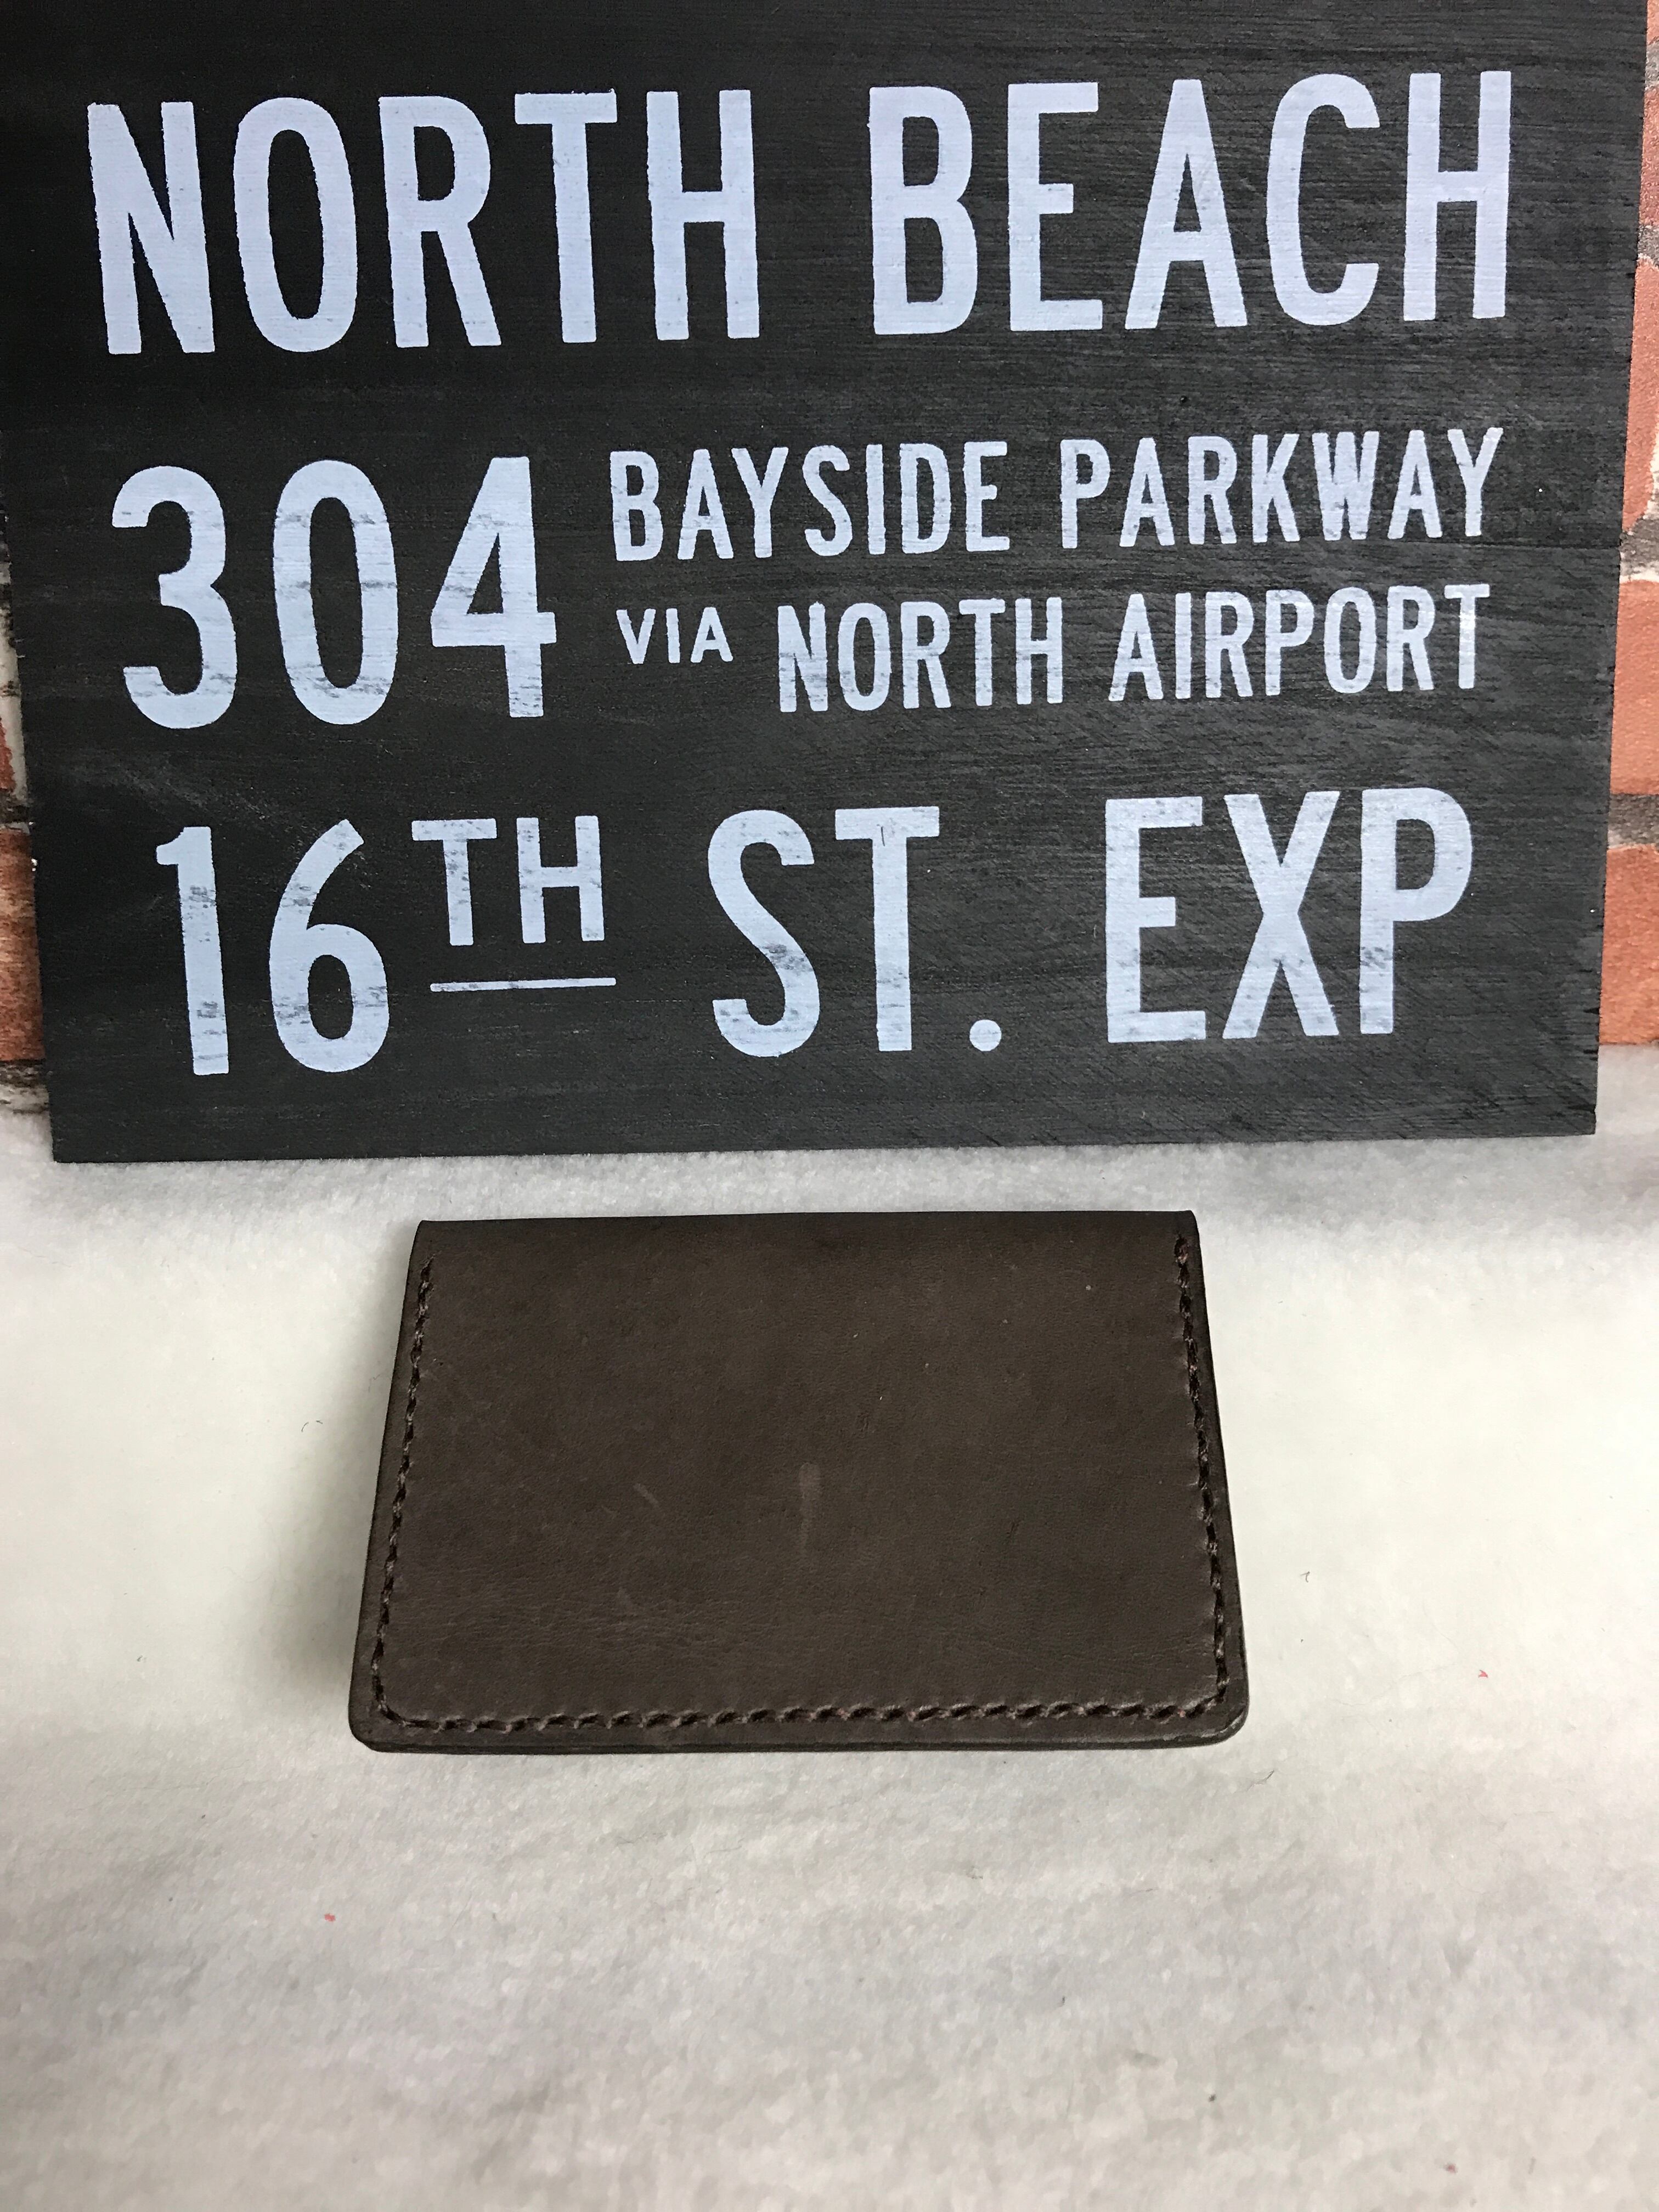 NORTH BEACH
304 BAYSIDE PARKWAY
VIA NORTH AIRPORT
16TH ST. EXP